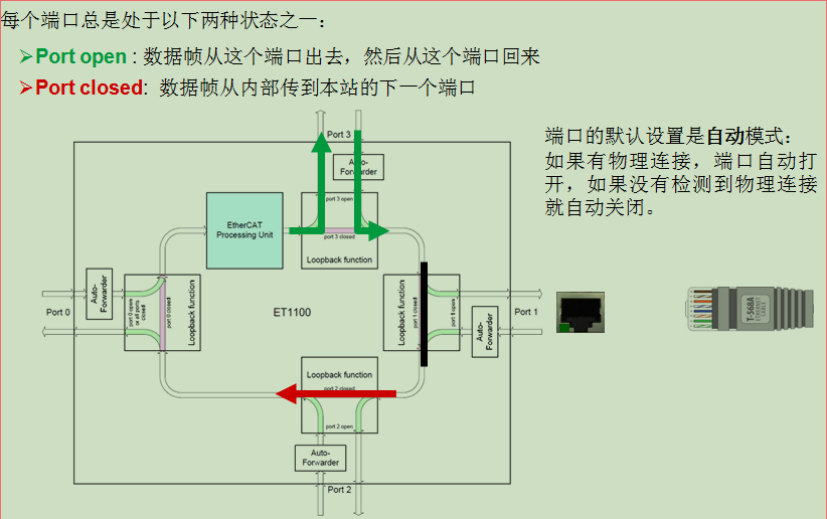 每个端口总是处于以下两种状态之一：
➢Port open : 数据帧从这个端口出去，然后从这个端口回来
➢Port closed: 数据帧从内部传到本站的下一个端口
端口的默认设置是自动模式：
如果有物理连接，端口自动打
开，如果没有检测到物理连接
就自动关闭。
Port 3
Auto-
Forwarder
port 3 open
port 3 closed
Loopback function
EtherCAT
Processing Unit
Auto-
Forwarder
Port 0
port 0 open
or all ports
closed
port 0 closed
Loopback function
ET1100
Loopback function
port 1 closed
port 1 open
Auto-
Forwarder
Port 1
T-568A
Loopback function
port 2 closed
port 2 open
Auto-
Forwarder
Port 2